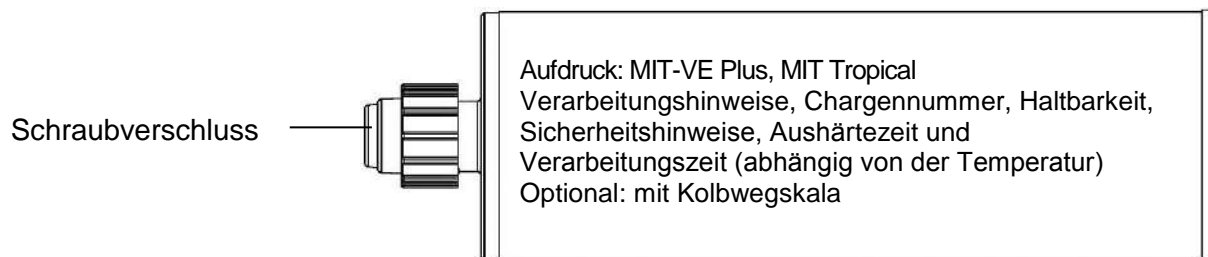 Aufdruck: MIT-VE Plus, MIT Tropical
Verarbeitungshinweise, Chargennummer, Haltbarkeit,
Schraubverschluss
Sicherheitshinweise, Aushärtezeit und
Verarbeitungszeit (abhängig von der Temperatur)
Optional: mit Kolbwegskala